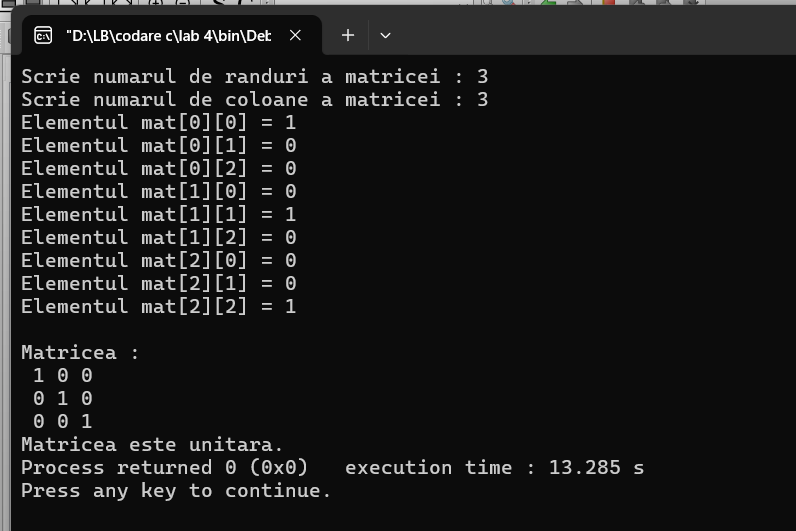 "D:\LB\codare c\lab 4\bin\Deb
Scrie numarul de randuri a matricei : 3
Scrie numarul de coloane a matricei : 3
Elementul mat[0][0] = 1
Elementul mat[0][1] = 0
Elementul mat[0][2] = 0
Elementul mat[1][0] = 0
Elementul mat[1][1] = 1
Elementul mat[1][2] = 0
Elementul mat[2][0] = 0
Elementul mat[2][1] = 0
Elementul mat[2][2] = 1
Matricea :
1 0 0
0 1 0
0 0 1
Matricea este unitara.
Process returned 0 (0x0)   execution time : 13.285 s
Press any key to continue.